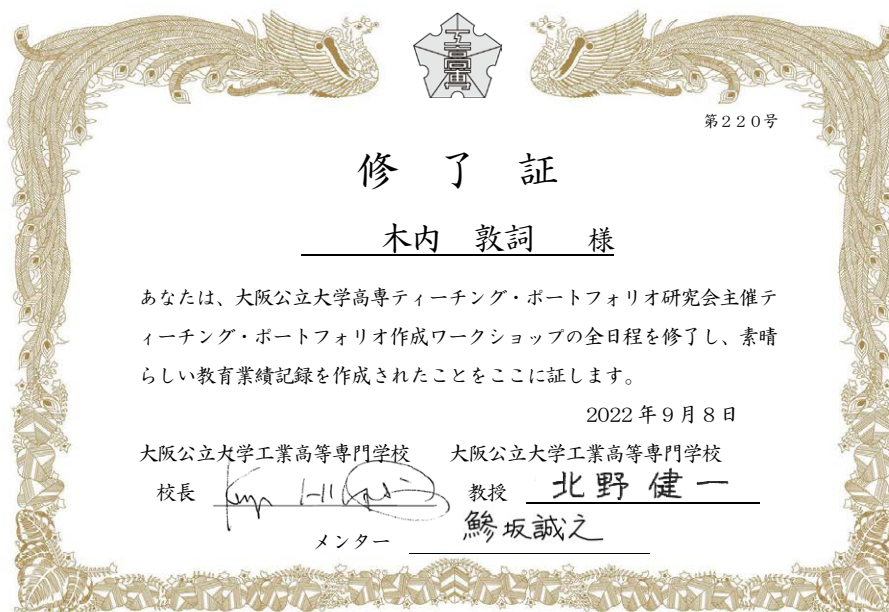 工高専
第220号
修 了 証
木内 敦詞 様
あなたは、大阪公立大学高専ティーチング・ポートフォリオ研究会主催テ
ィーチング・ポートフォリオ作成ワークショップの全日程を修了し、素晴
らしい教育業績記録を作成されたことをここに証します。
2022年9月8日
大阪公立大学工業高等専門学校 大阪公立大学工業高等専門学校
校長 教授 北野健一
メンター 鯵坂誠之